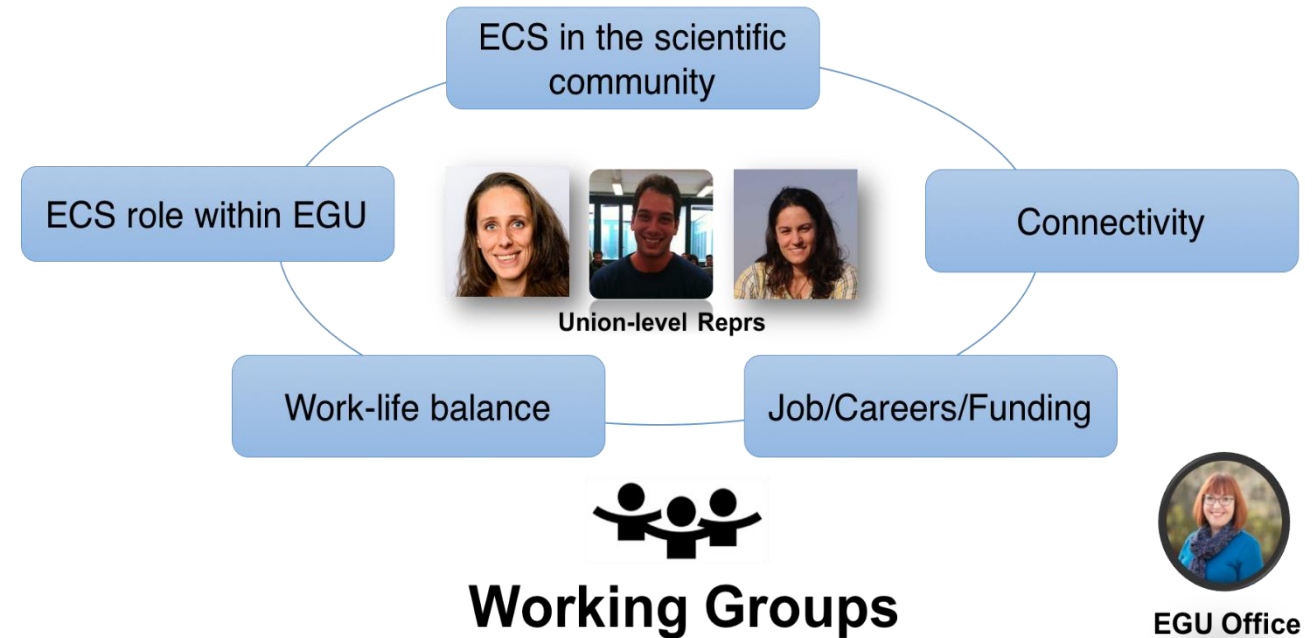 ECS in the scientific
community
ECS role within EGU
Connectivity
Union-level Reprs
Work-life balance
Job/Careers/Funding
Working Groups
EGU Office